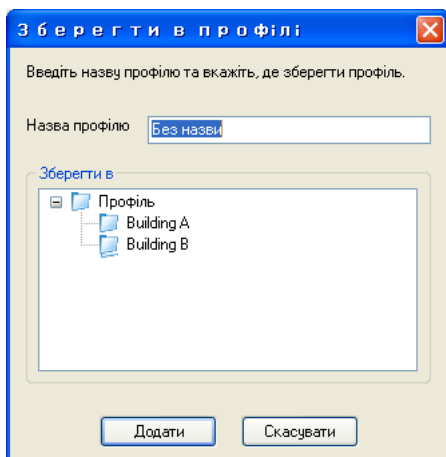 Зберегти в профілі
Введіть назву профілю та вкажіть, де зберегти профіль.
Назва профілю Без назви
Зберегти в
Профіль
Building A
Building B
Додати Скасувати